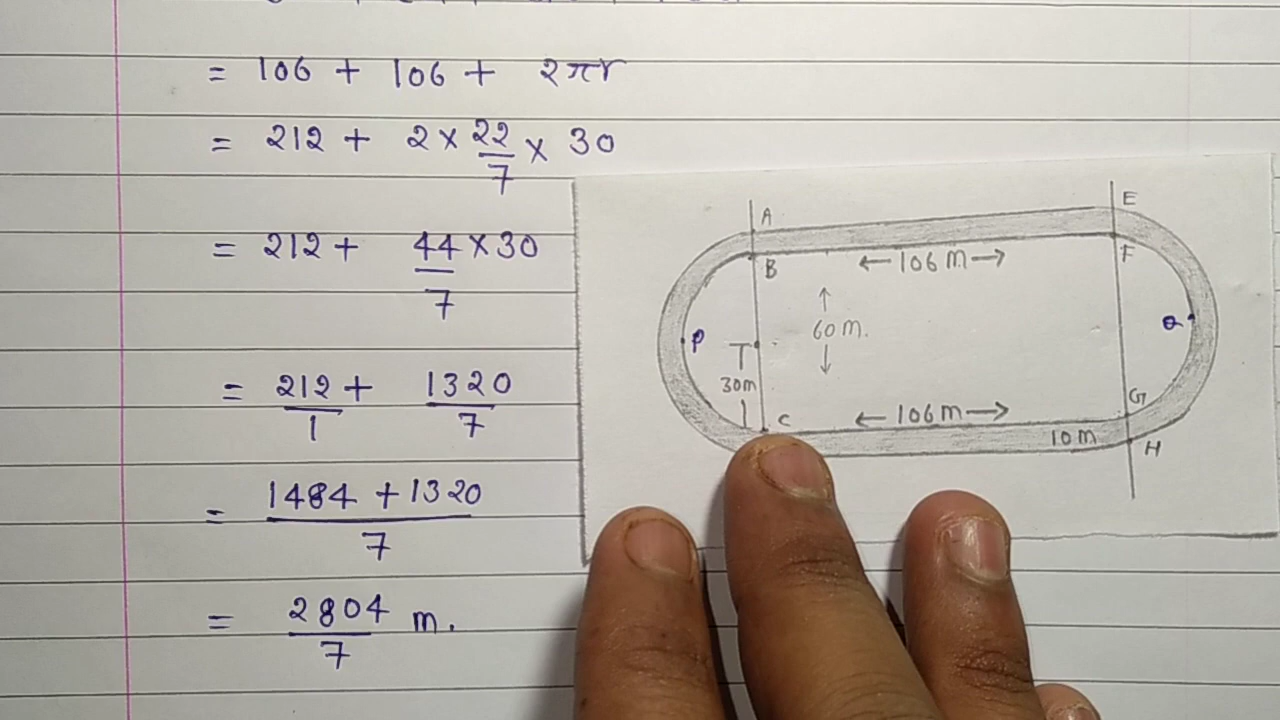 = 106 + 106 + 2πr
= 212 + 2 × 22/7 × 30
= 212 + 44/7 × 30
= 212/1 + 1320/7
= 1484 + 1320 / 7
= 2804/7 m.
A
E
B
← 106 M →
F
↑
60 m.
↓
P
Q
T
30m
C
← 106 m →
G
10 m
H